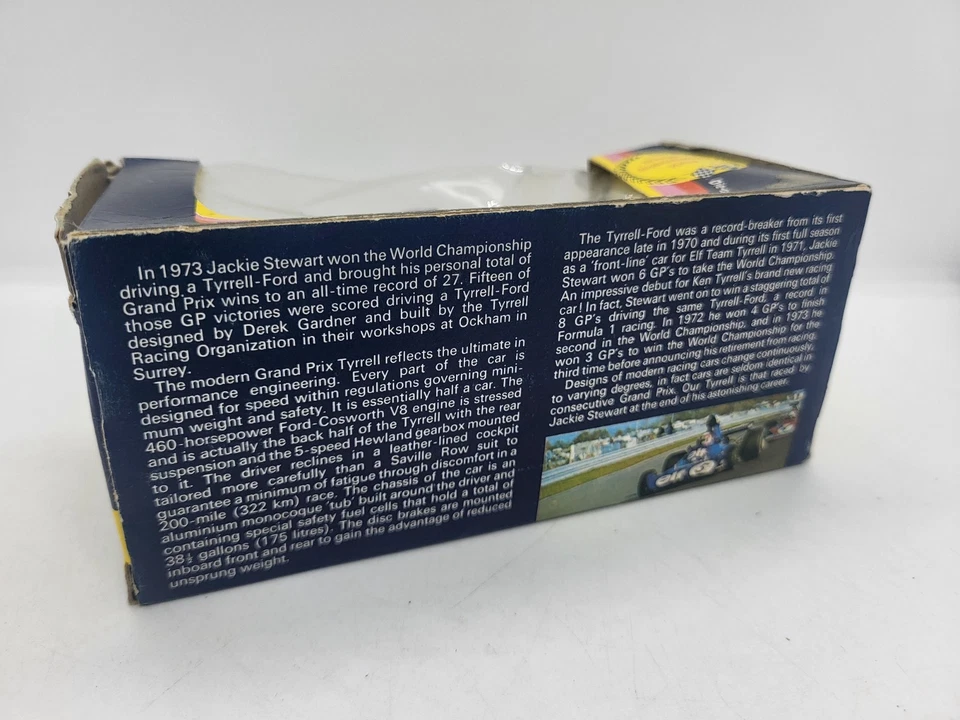 In 1973 Jackie Stewart won the World Championship
driving a Tyrrell-Ford and brought his personal total of
Grand Prix wins to an all-time record of 27. Fifteen of
those GP victories were scored driving a Tyrrell-Ford
designed by Derek Gardner and built by the Tyrrell
Racing Organization in their workshops at Ockham in
Surrey.
The modern Grand Prix Tyrrell reflects the ultimate in
performance engineering. Every part of the car is
designed for speed within regulations governing mini-
mum weight and safety. It is essentially half a car. The
460-horsepower Ford-Cosworth V8 engine is stressed
and is actually the back half of the Tyrrell with the rear
suspension and the 5-speed Hewland gearbox mounted
to it. The driver reclines in a leather-lined cockpit
tailored more carefully than a Saville Row suit to
guarantee a minimum of fatigue through discomfort in a
200-mile (322 km) race. The chassis of the car is an
aluminium monocoque 'tub' built around the driver and
containing special safety fuel cells that hold a total of
38½ gallons (175 litres). The disc brakes are mounted
inboard front and rear to gain the advantage of reduced
unsprung weight.
The Tyrrell-Ford was a record-breaker from its first
appearance late in 1970 and during its first full season
as a 'front-line' car for Elf Team Tyrrell in 1971, Jackie
Stewart won 6 GP's to take the World Championship.
An impressive debut for Ken Tyrrell's brand new racing
car! In fact, Stewart went on to win a staggering total of
8 GP's driving the same Tyrrell-Ford, a record in
Formula 1 racing. In 1972 he won 4 GP's to finish
second in the World Championship, and in 1973 he
won 3 GP's to win the World Championship for the
third time before announcing his retirement from racing.
Designs of modern racing cars change continuously,
to varying degrees, in fact cars are seldom identical in
consecutive Grand Prix. Our Tyrrell is that raced by
Jackie Stewart at the end of his astonishing career.
elf